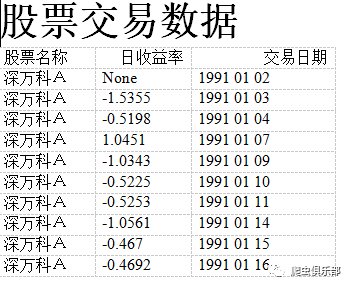 股票交易数据
股票名称 日收益率 交易日期
深万科A None 1991 01 02
深万科A -1.5355 1991 01 03
深万科A -0.5198 1991 01 04
深万科A 1.0451 1991 01 07
深万科A -1.0343 1991 01 09
深万科A -0.5225 1991 01 10
深万科A -0.5253 1991 01 11
深万科A -1.0561 1991 01 14
深万科A -0.467 1991 01 15
深万科A -0.4692 1991 01 16
爬虫俱乐部